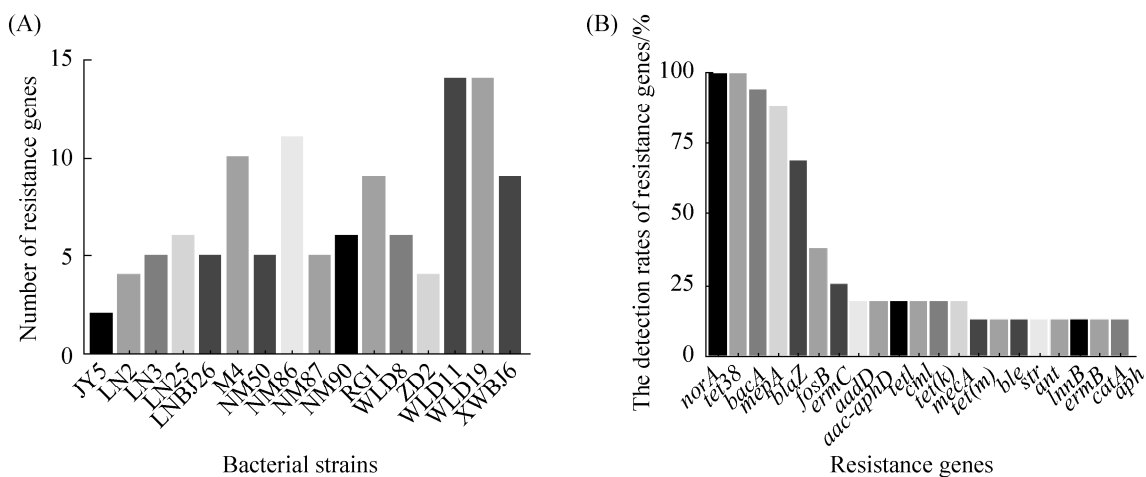 (A)
Number of resistance genes
15
10
5
0
JY5
LN2
LN3
LN25
LNBJ26
M4
NM50
NM86
NM87
NM90
RG1
WLD8
ZD2
WLD11
WLD19
XWBJ6
Bacterial strains
(B)
The detection rates of resistance genes/%
100
75
50
25
0
norA
tet38
bacA
mepA
blaZ
fosB
ermC
aadD
aac-aphD
tetl
cml
tet(k)
mecA
tet(m)
ble
str
ant
lnnB
ermB
catA
aph
Resistance genes